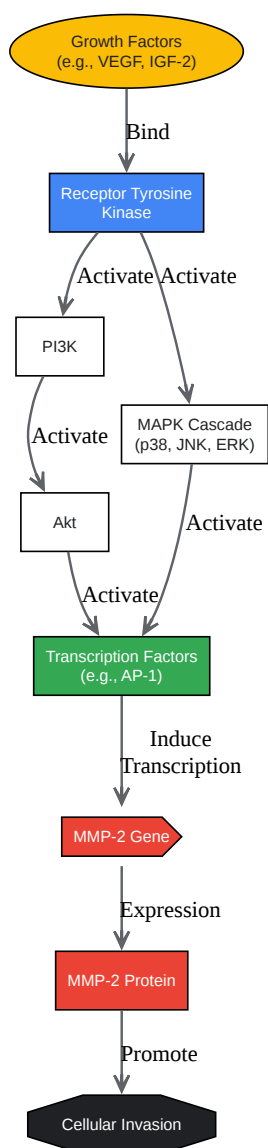 Growth Factors
(e.g., VEGF, IGF-2)
Bind
Receptor Tyrosine
Kinase
Activate
Activate
PI3K
MAPK Cascade
(p38, JNK, ERK)
Activate
Akt
Activate
Activate
Transcription Factors
(e.g., AP-1)
Induce
Transcription
MMP-2 Gene
Expression
MMP-2 Protein
Promote
Cellular Invasion